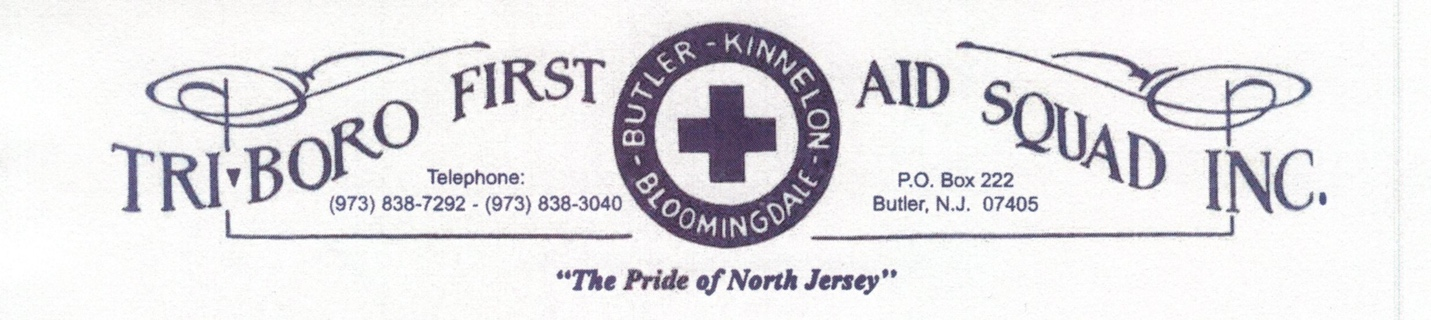 TRI-BORO FIRST AID SQUAD INC.
-BUTLER-KINNELON-BLOOMINGDALE
Telephone:
(973) 838-7292 - (973) 838-3040
P.O. Box 222
Butler, N.J. 07405
“The Pride of North Jersey”